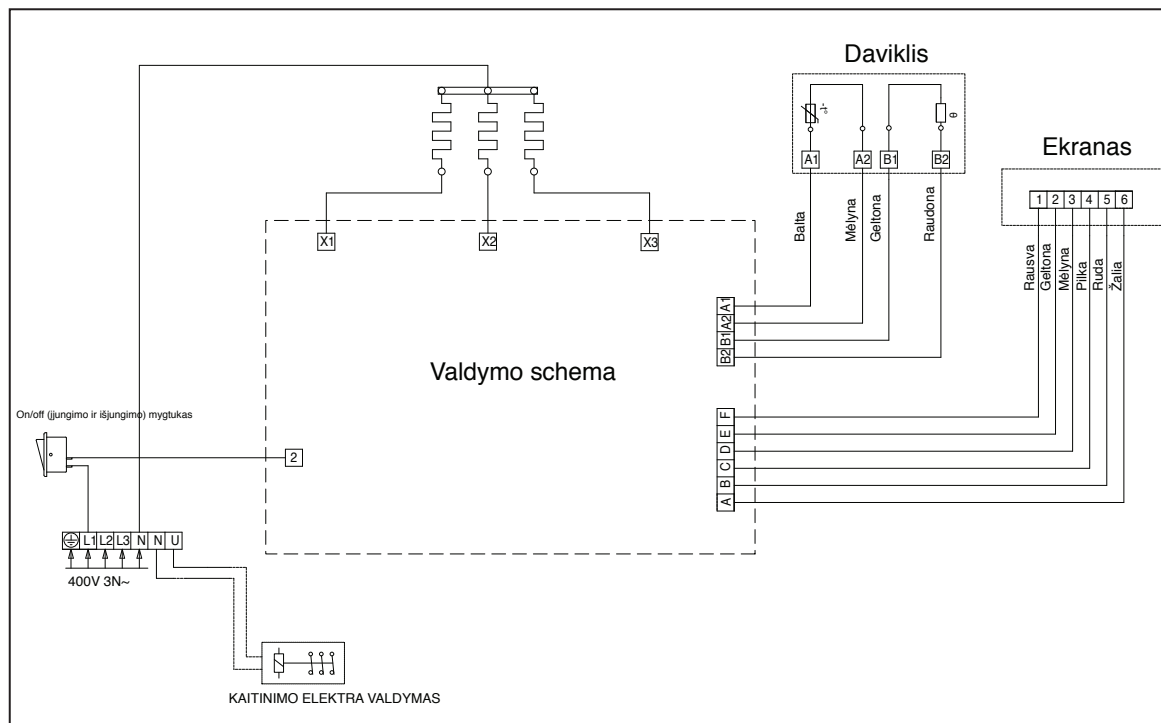 Daviklis
-t°
θ
A1 A2 B1 B2
Ekranas
1 2 3 4 5 6
Balta
Mėlyna
Geltona
Raudona
Rausva
Geltona
Mėlyna
Pilka
Ruda
Žalia
X1 X2 X3
A1
A2
B1
B2
Valdymo schema
On/off (įjungimo ir išjungimo) mygtukas
2
F
E
D
C
B
A
L1 L2 L3 N N U
400V 3N~
KAITINIMO ELEKTRA VALDYMAS